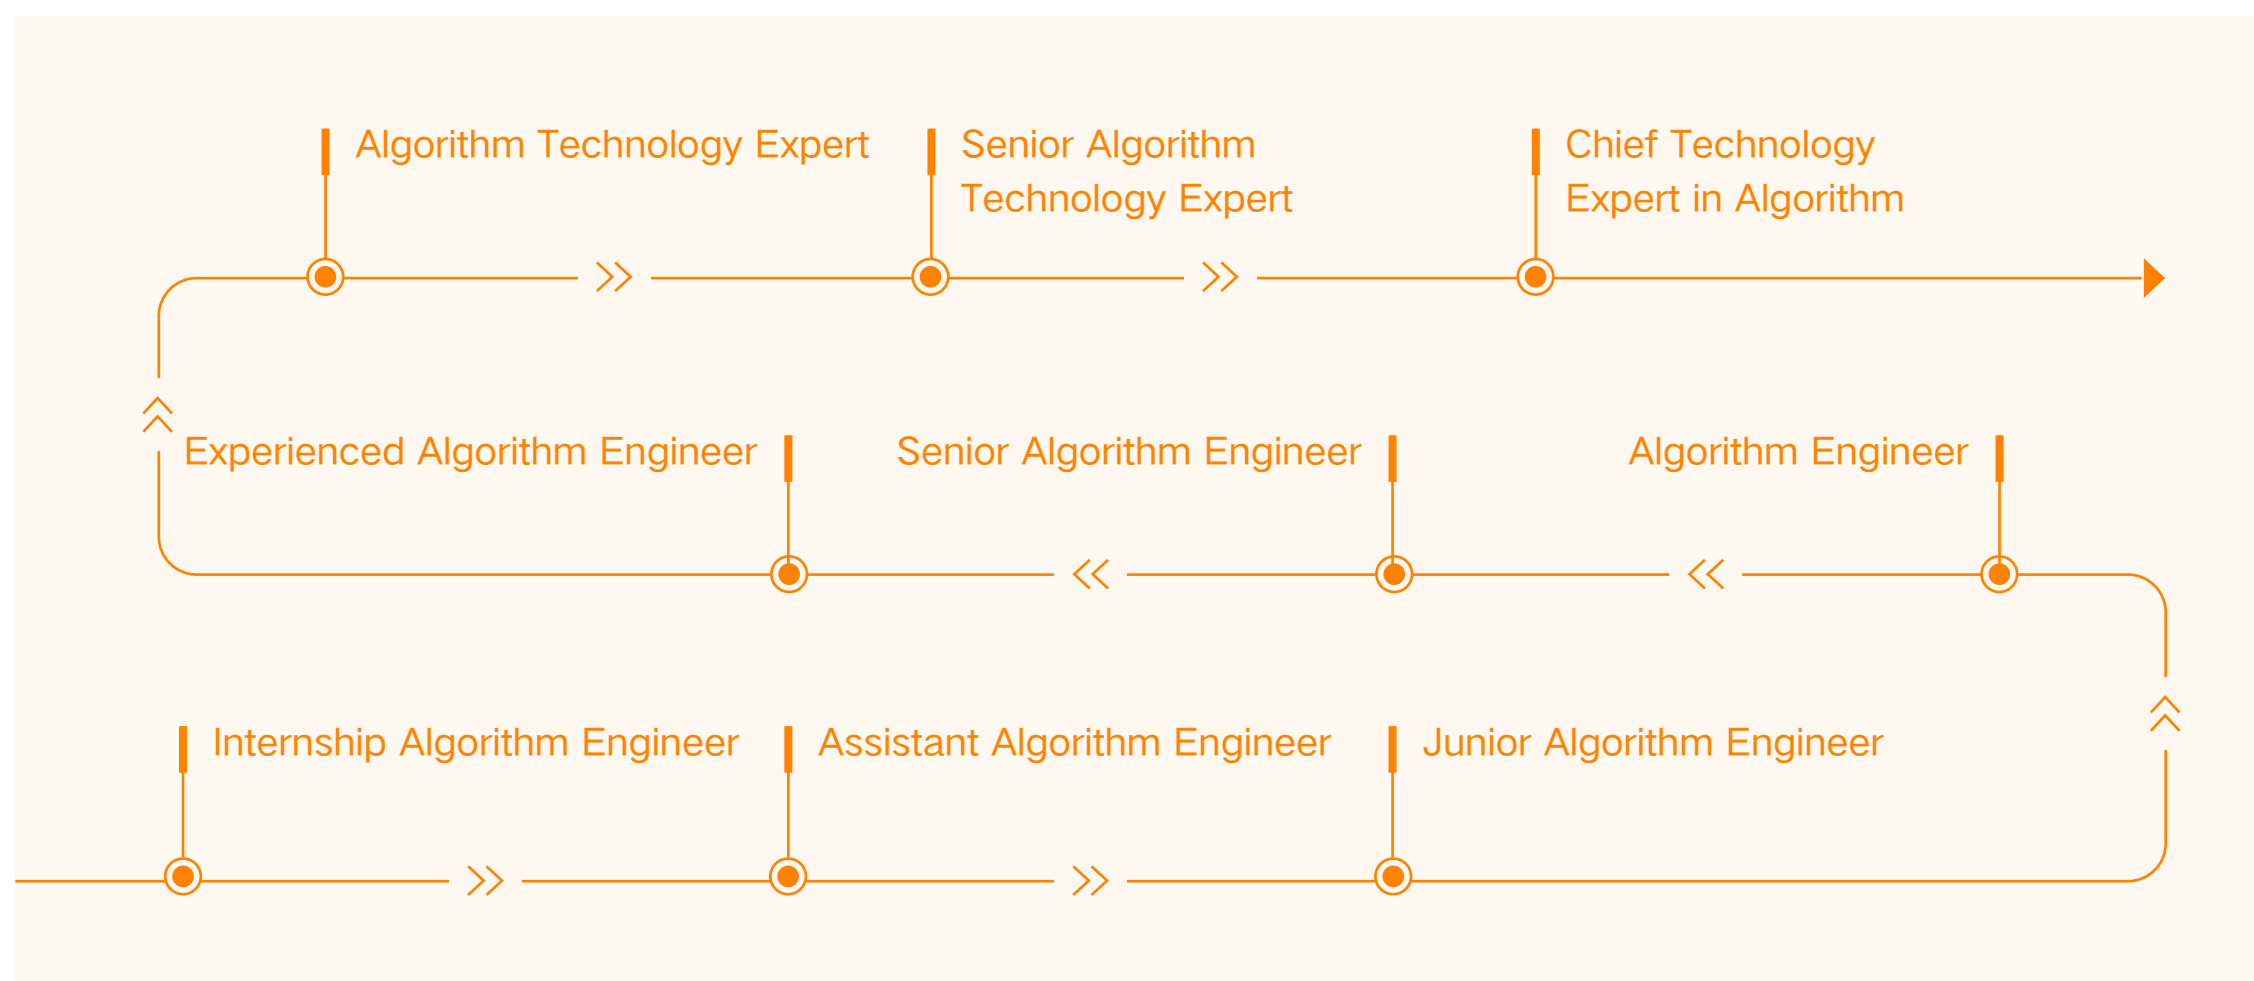 Algorithm Technology Expert
Senior Algorithm
Technology Expert
Chief Technology
Expert in Algorithm
Experienced Algorithm Engineer
Senior Algorithm Engineer
Algorithm Engineer
Internship Algorithm Engineer
Assistant Algorithm Engineer
Junior Algorithm Engineer